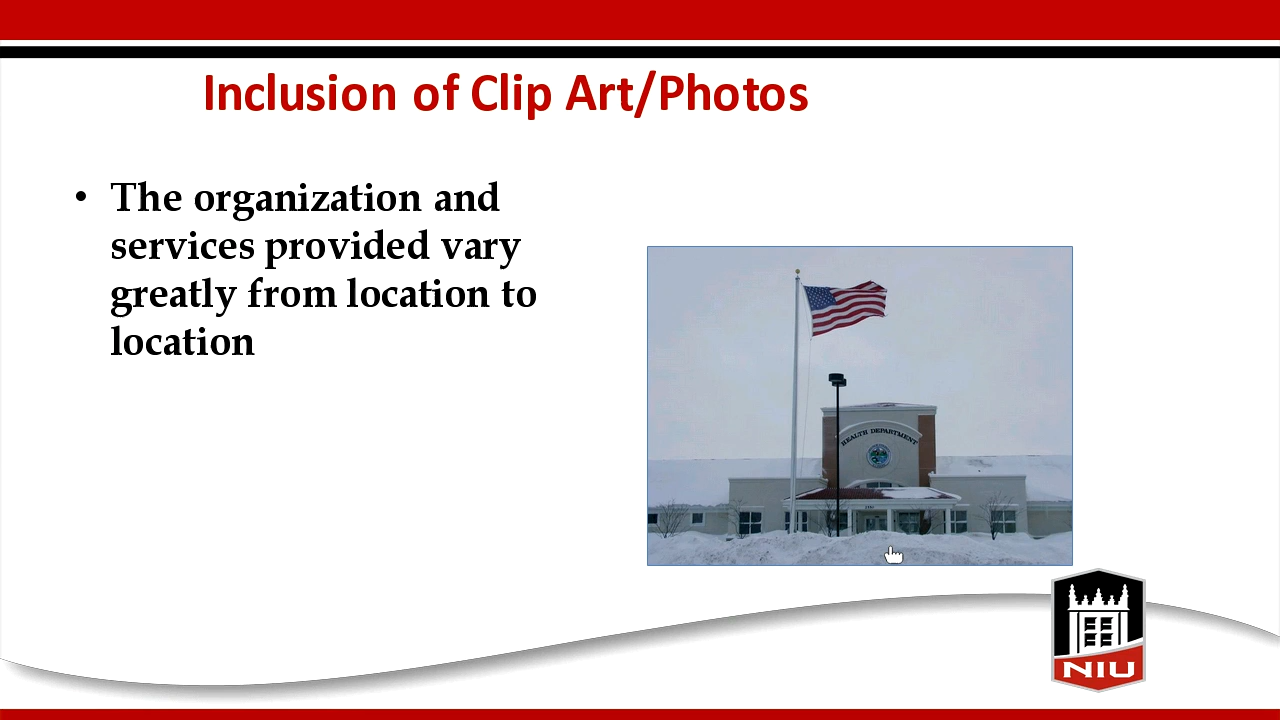 Inclusion of Clip Art/Photos
• The organization and
services provided vary
greatly from location to
location
HEALTH DEPARTMENT
NIU